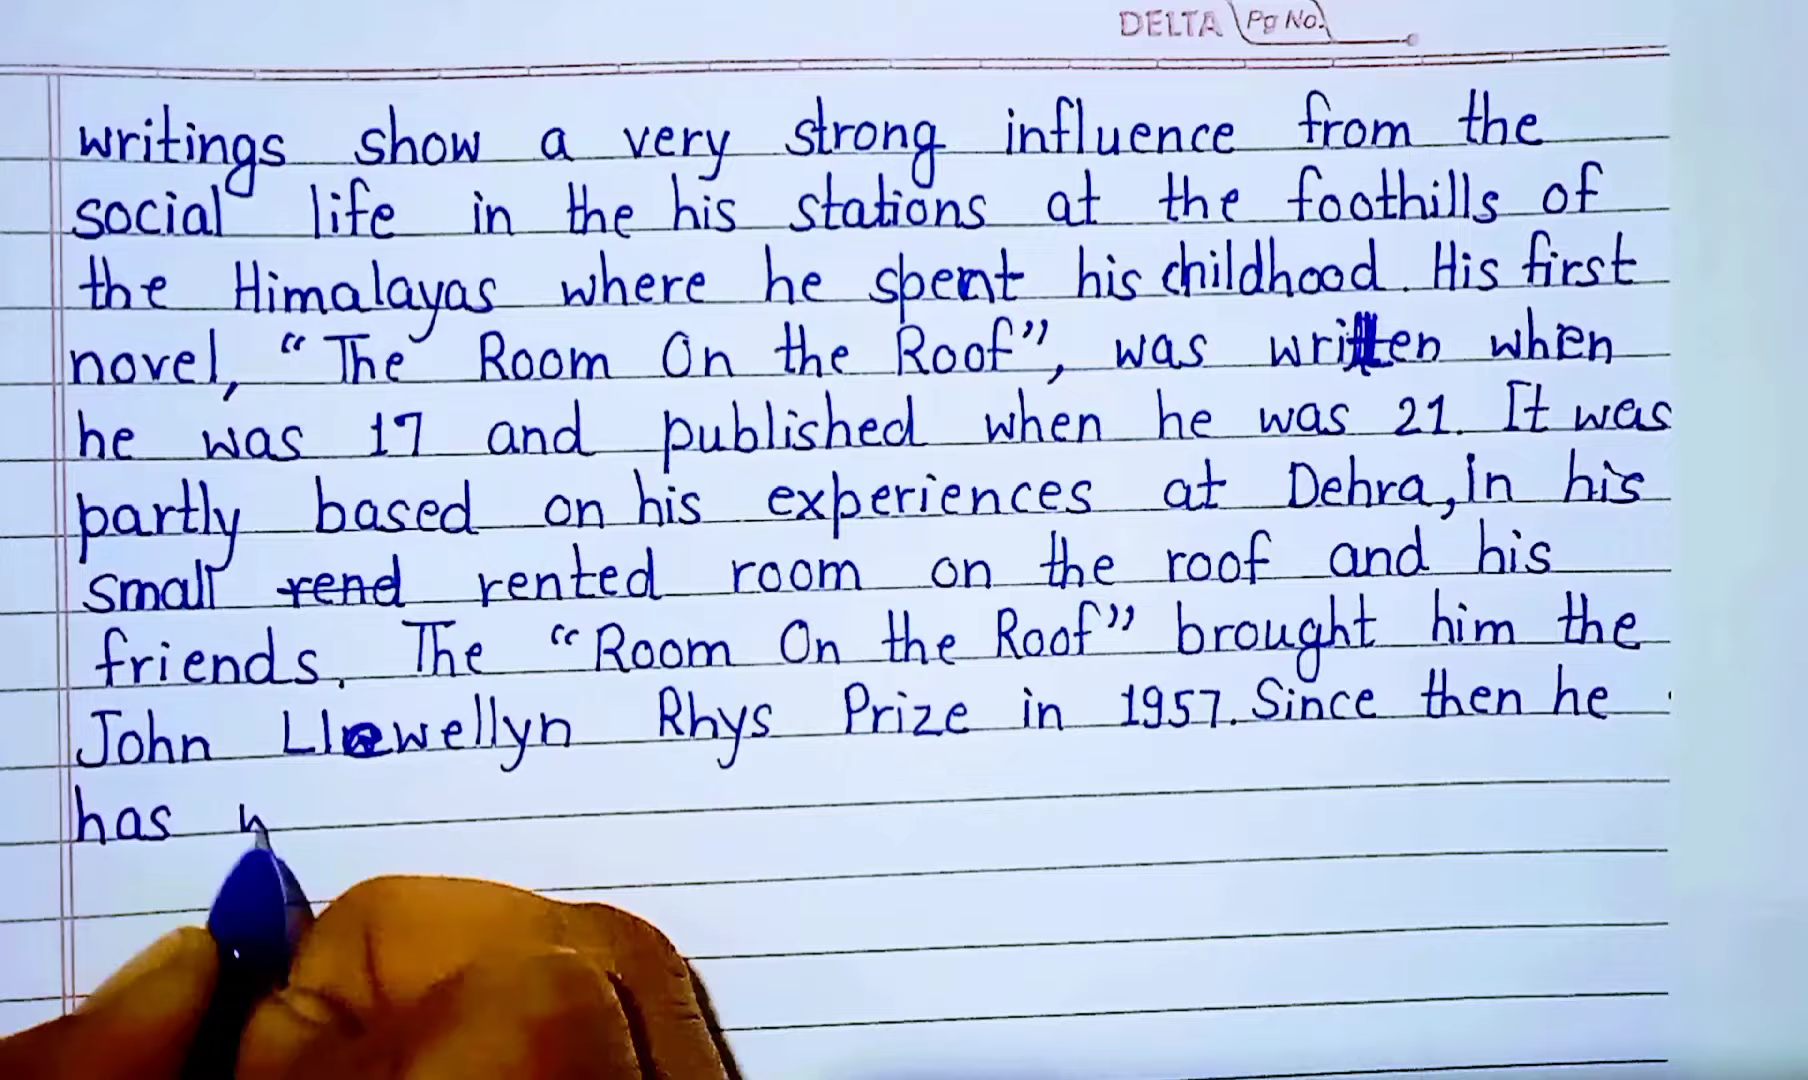 DELTA Pg No.
writings show a very strong influence from the
social life in the his stations at the foothills of
the Himalayas where he spent his childhood. His first
novel, “The Room On the Roof”, was written when
he was 17 and published when he was 21. It was
partly based on his experiences at Dehra, in his
small rend rented room on the roof and his
friends. The “Room On the Roof” brought him the
John Llewellyn Rhys Prize in 1957. Since then he
has